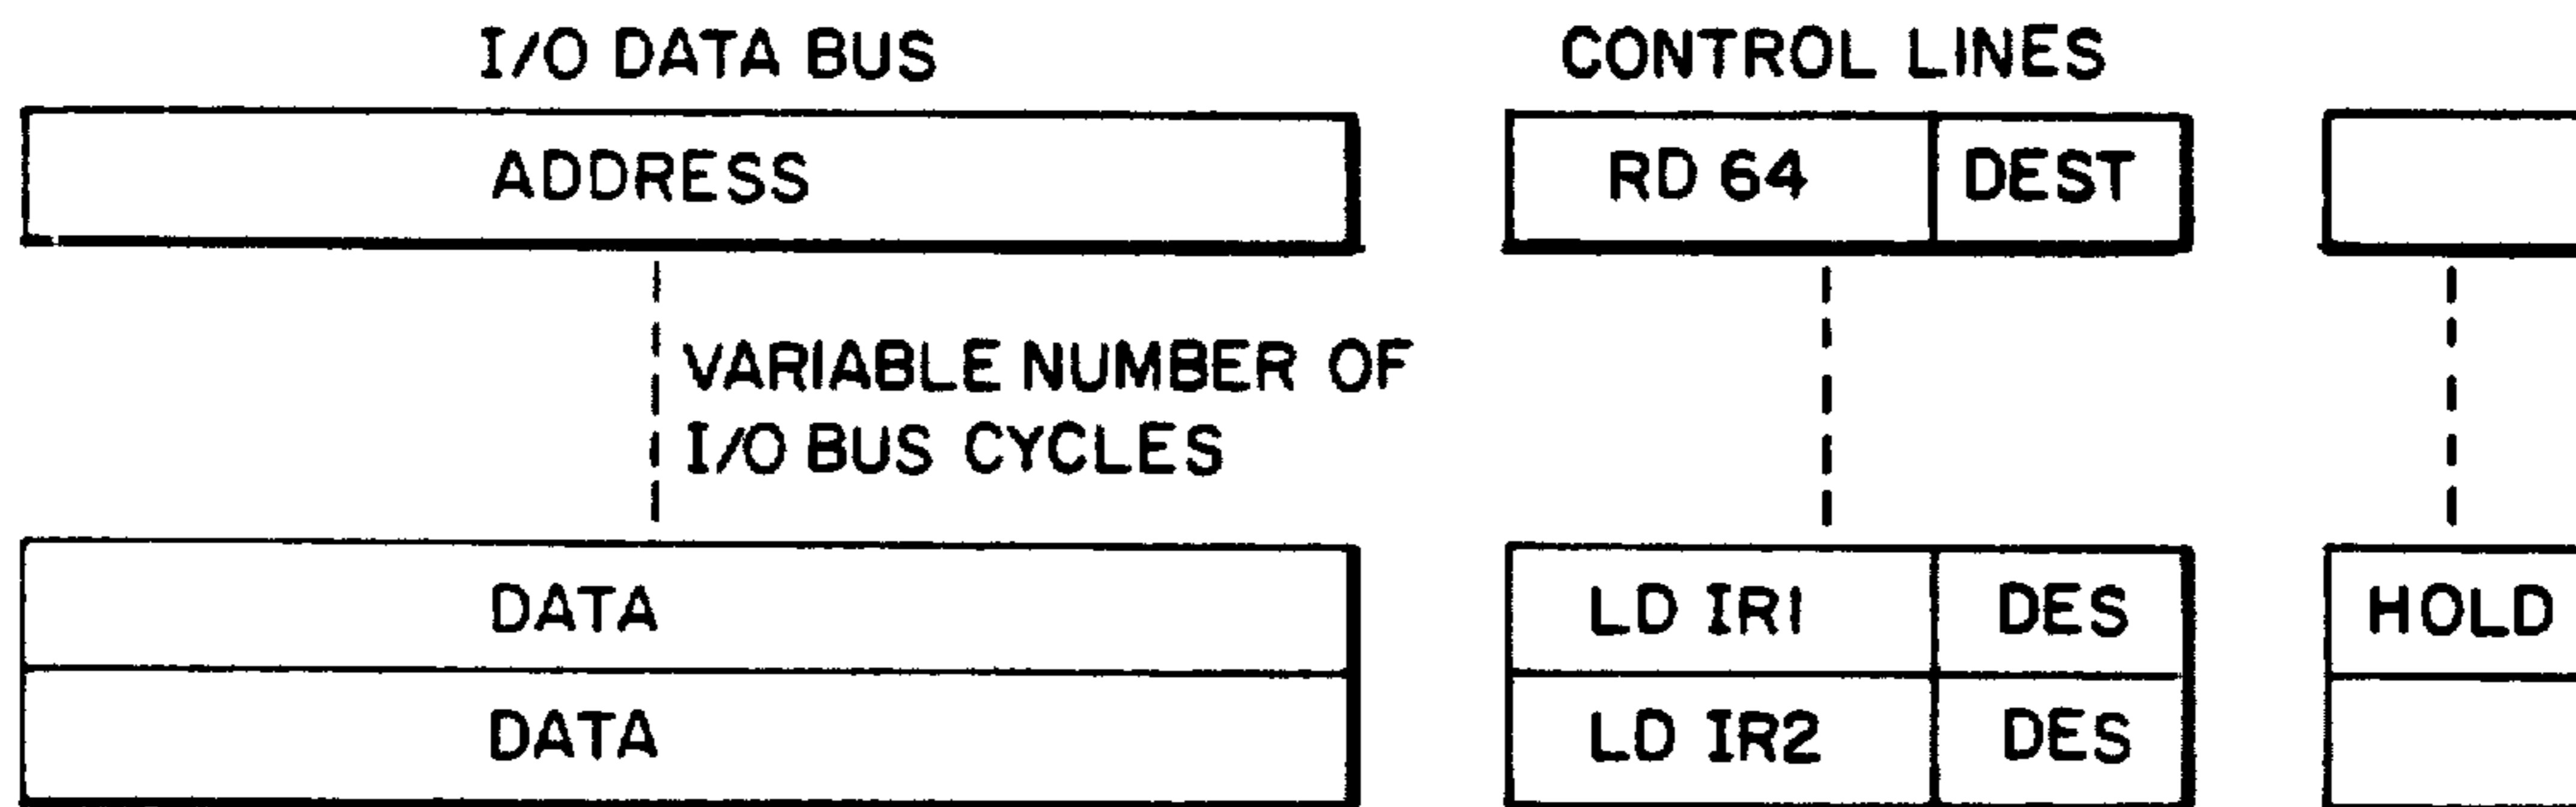 I/O DATA BUS CONTROL LINES
ADDRESS RD 64 DEST
VARIABLE NUMBER OF
I/O BUS CYCLES
DATA LD IR1 DES HOLD
DATA LD IR2 DES